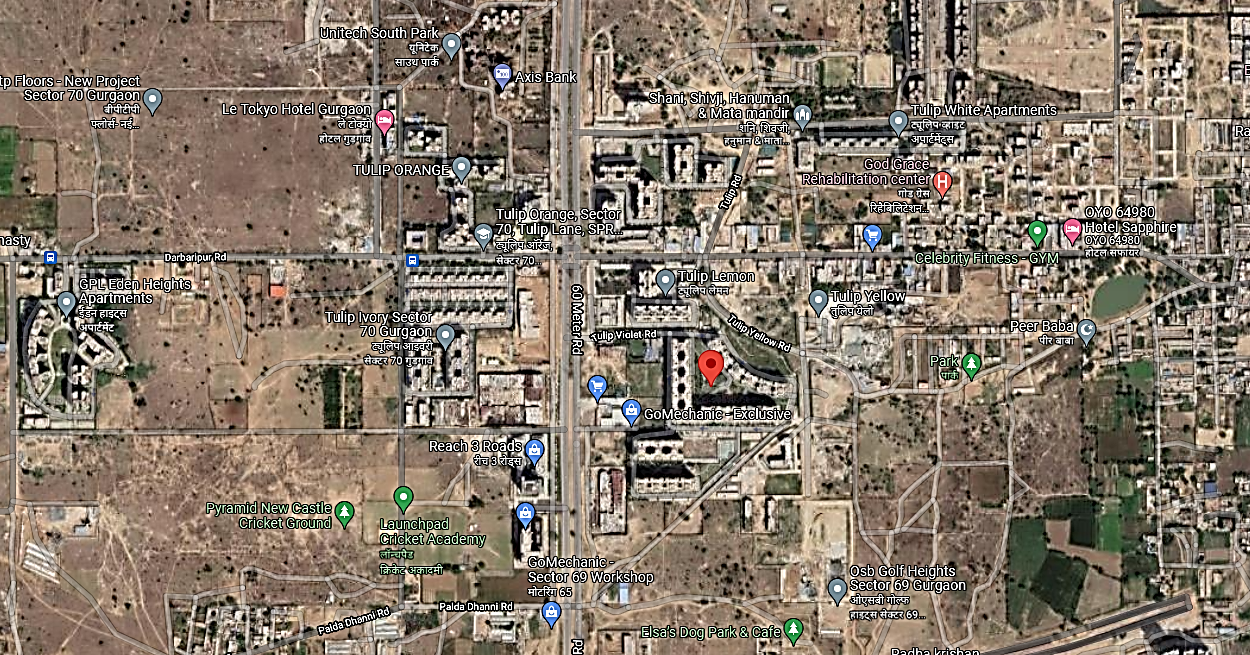 Unitech South Park
यूनिटेक
साउथ पार्क
Axis Bank
tp Floors - New Project
Sector 70 Gurgaon
बीपीटीपी
फ्लोर्स- नई...
Le Tokyo Hotel Gurgaon
ले टोक्यो
होटल गुड़गांव
Shani, Shivji, Hanuman
& Mata mandir
शनि, शिवजी,
हनुमान & माता...
Tulip White Apartments
ट्यूलिप व्हाइट
अपार्टमेंट्स
Ra
TULIP ORANGE
Tulip Rd
God Grace
Rehabilitation center
गोड ग्रेस
रिहैबिलिटेशन...
Tulip Orange, Sector
70, Tulip Lane, SPR...
ट्यूलिप ऑरेंज,
सेक्टर 70...
OYO 64980
Hotel Sapphire
OYO 64980
होटल सफायर
nasty
Darbaripur Rd
Celebrity Fitness - GYM
GPL Eden Heights
Apartments
ईडन हाइट्स
अपार्टमेंट
Tulip Lemon
ट्यूलिप लेमन
Tulip Yellow
तुलिप येलो
60 Meter Rd
Tulip Ivory Sector
70 Gurgaon
ट्यूलिप आइवरी
सेक्टर 70 गुड़गांव
Tulip Violet Rd
Tulip Yellow Rd
Peer Baba
पीर बाबा
Park
पार्क
GoMechanic - Exclusive
Reach 3 Roads
रीच 3 रोड्स
Pyramid New Castle
Cricket Ground
Launchpad
Cricket Academy
लॉन्चपैड
क्रिकेट अकादमी
GoMechanic -
Sector 69 Workshop
मोटरिंग 65
Osb Golf Heights
Sector 69 Gurgaon
ओएसबी गोल्फ
हाइट्स सेक्टर 69...
Palda Dhanni Rd
Palda Dhanni Rd
Elsa's Dog Park & Cafe
Rd
Radha krishan